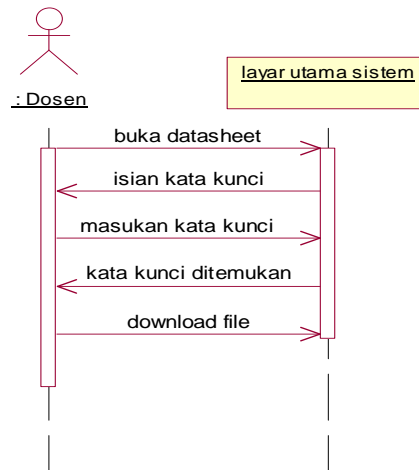 : Dosen
layar utama sistem
buka datasheet
isian kata kunci
masukan kata kunci
kata kunci ditemukan
download file